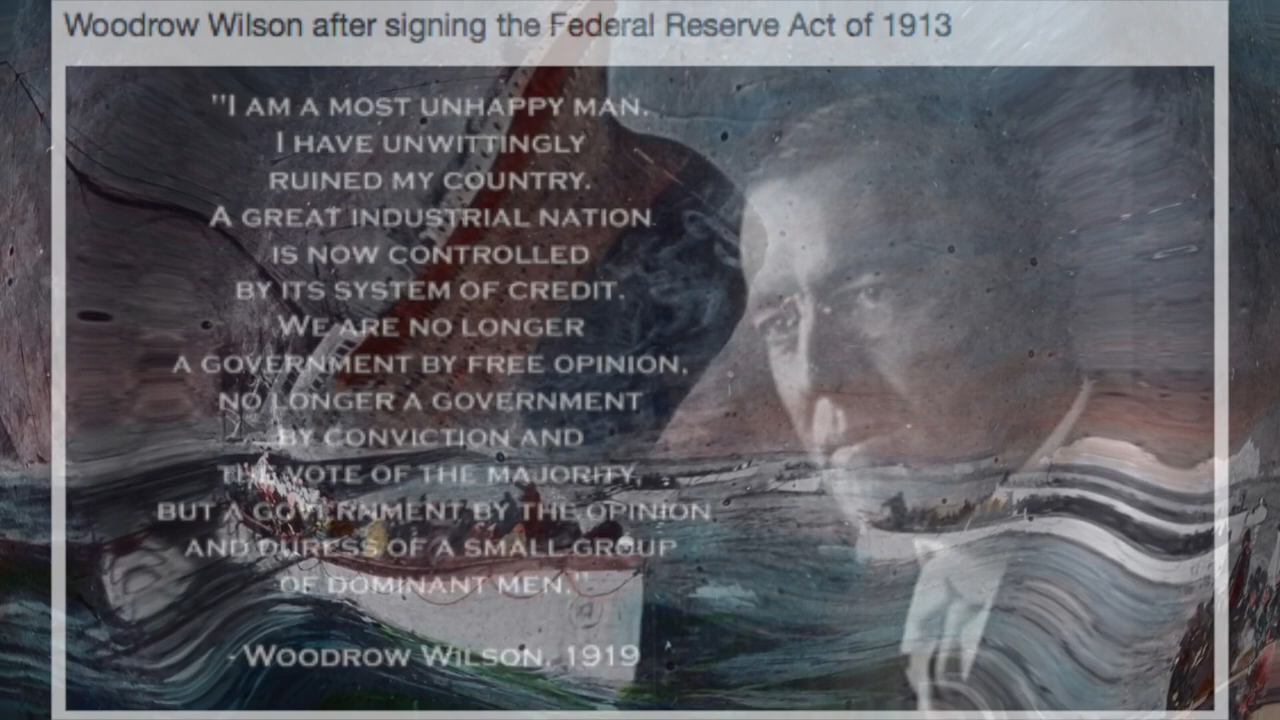 Woodrow Wilson after signing the Federal Reserve Act of 1913
"I AM A MOST UNHAPPY MAN.
I HAVE UNWITTINGLY
RUINED MY COUNTRY.
A GREAT INDUSTRIAL NATION
IS NOW CONTROLLED
BY ITS SYSTEM OF CREDIT.
WE ARE NO LONGER
A GOVERNMENT BY FREE OPINION,
NO LONGER A GOVERNMENT
BY CONVICTION AND
THE VOTE OF THE MAJORITY,
BUT A GOVERNMENT BY THE OPINION
AND DURESS OF A SMALL GROUP
OF DOMINANT MEN."
- WOODROW WILSON, 1919